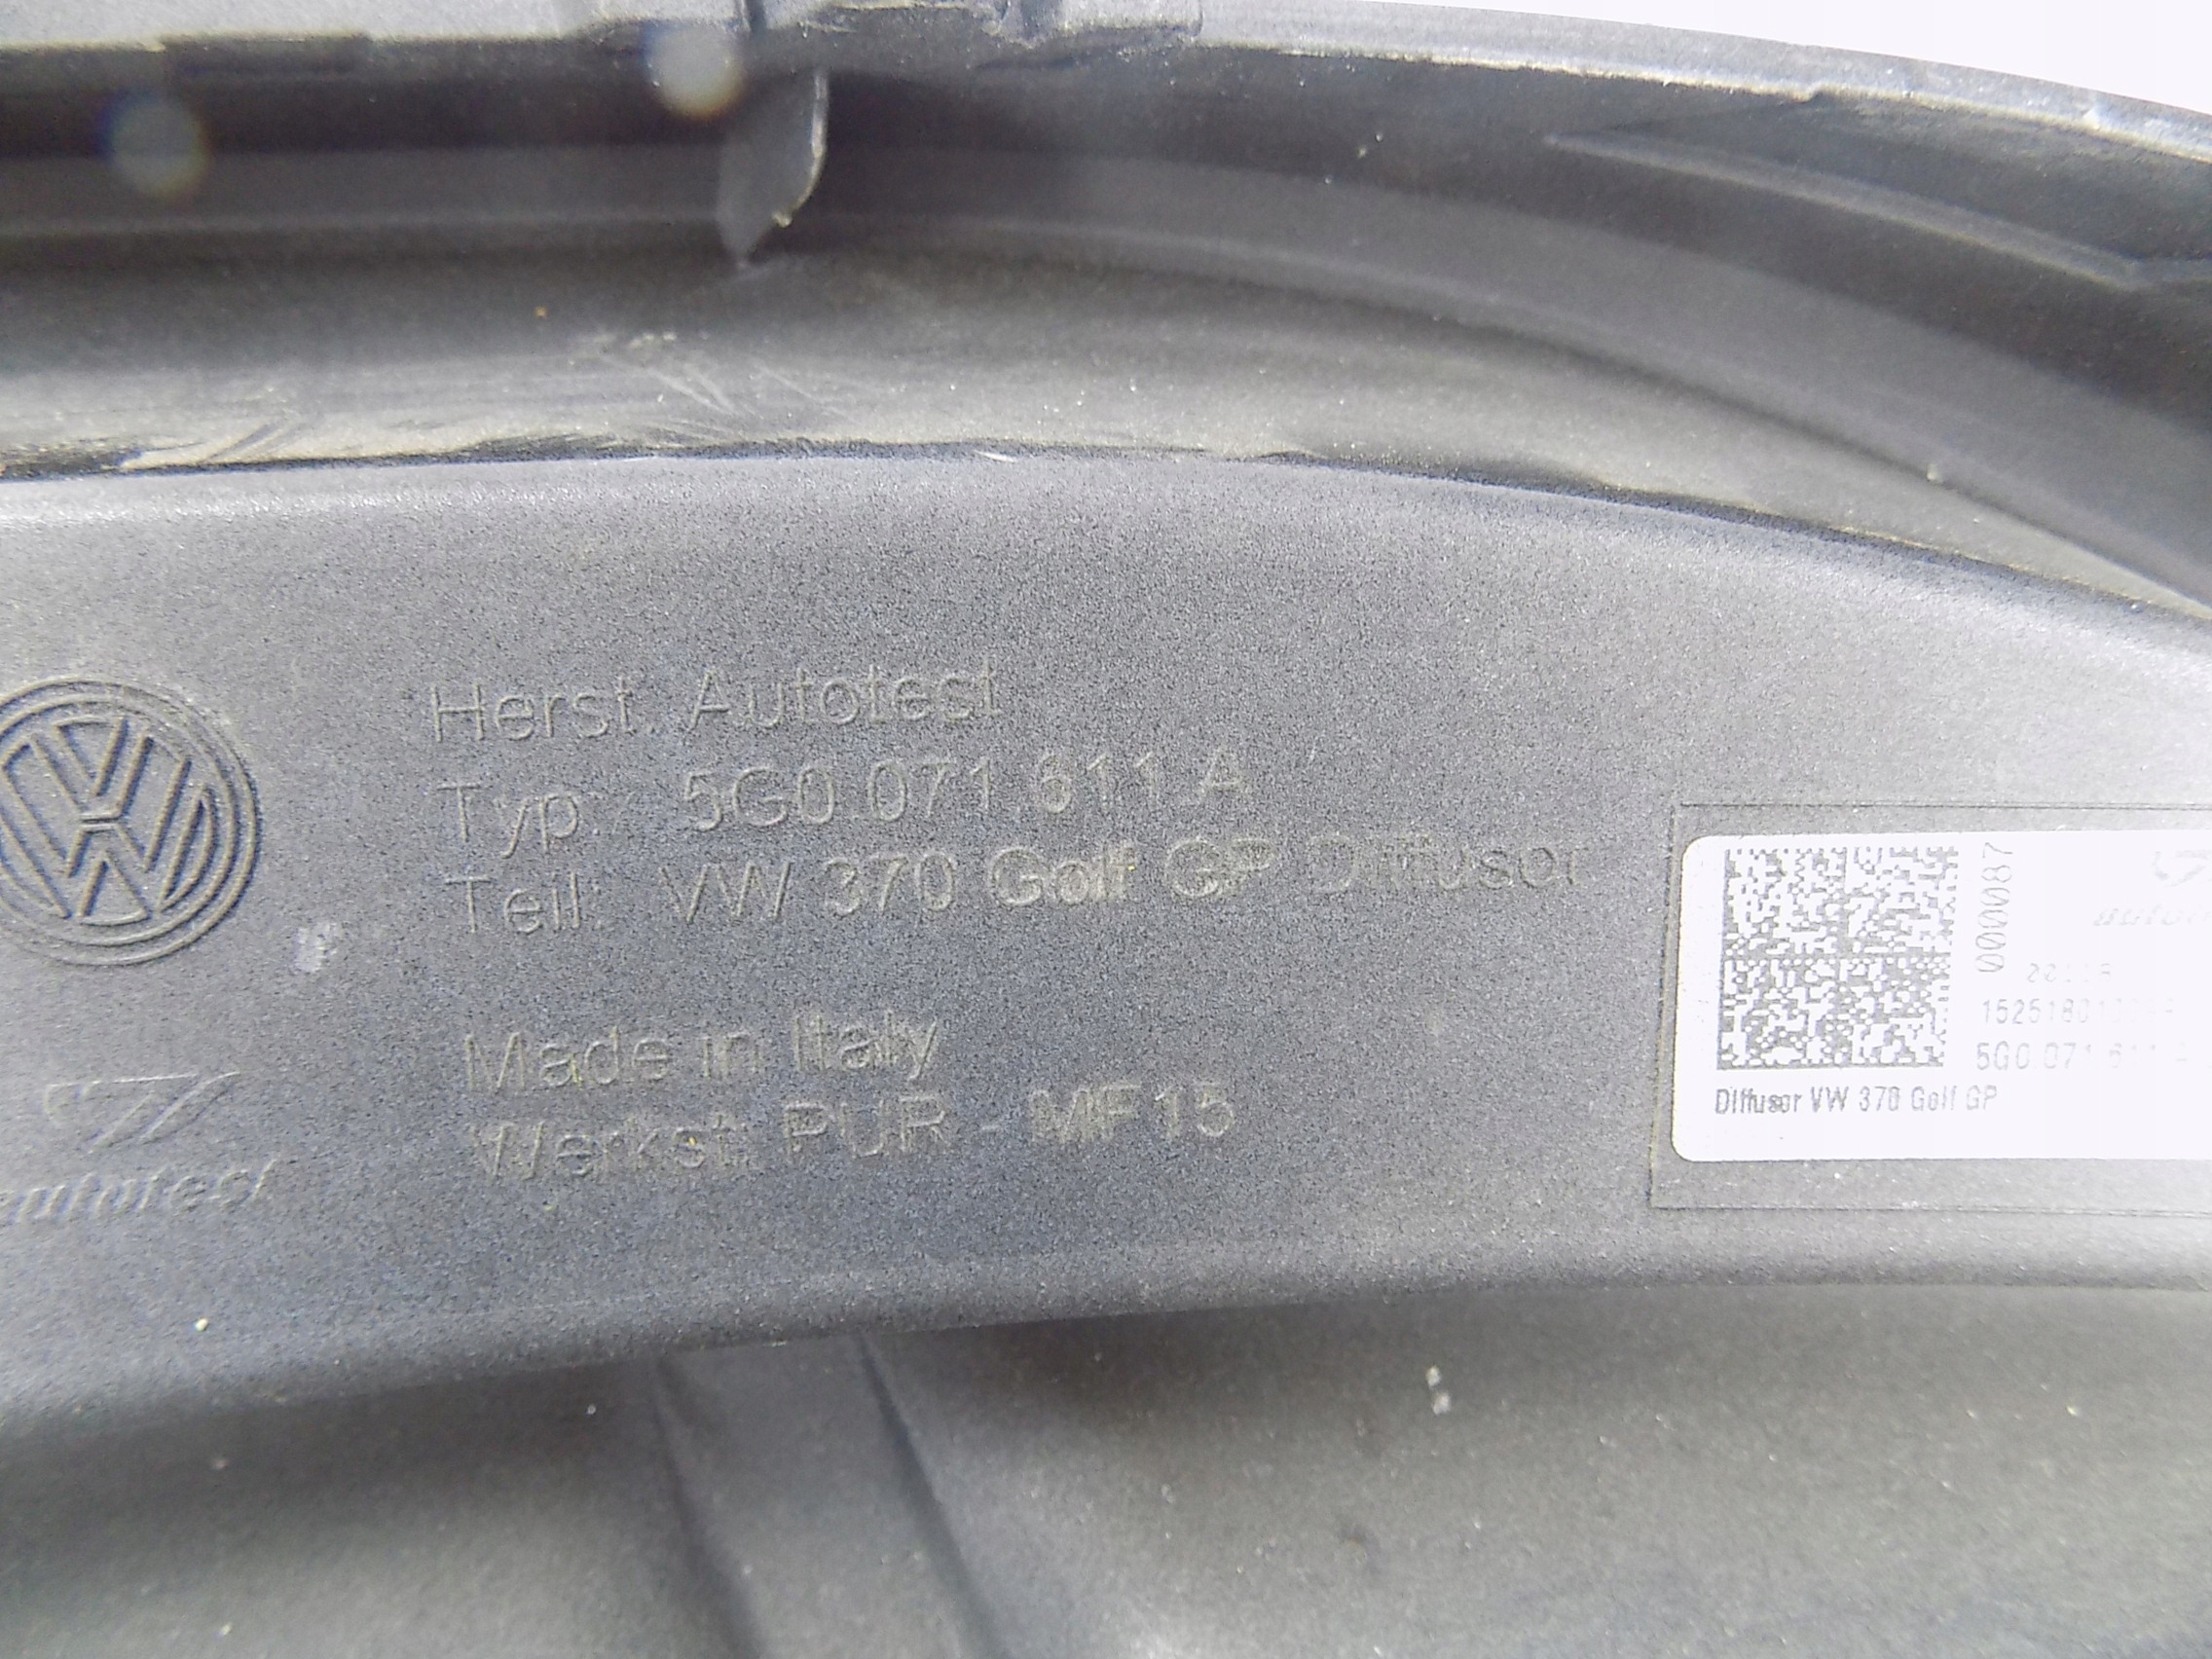 Herst. Autotest
Typ: 5G0.071.611.A
Teil: VW 370 Golf GP Diffusor
Made in Italy
Werkst. PUR - MF15
autotest
000087
Diffusor VW 370 Golf GP